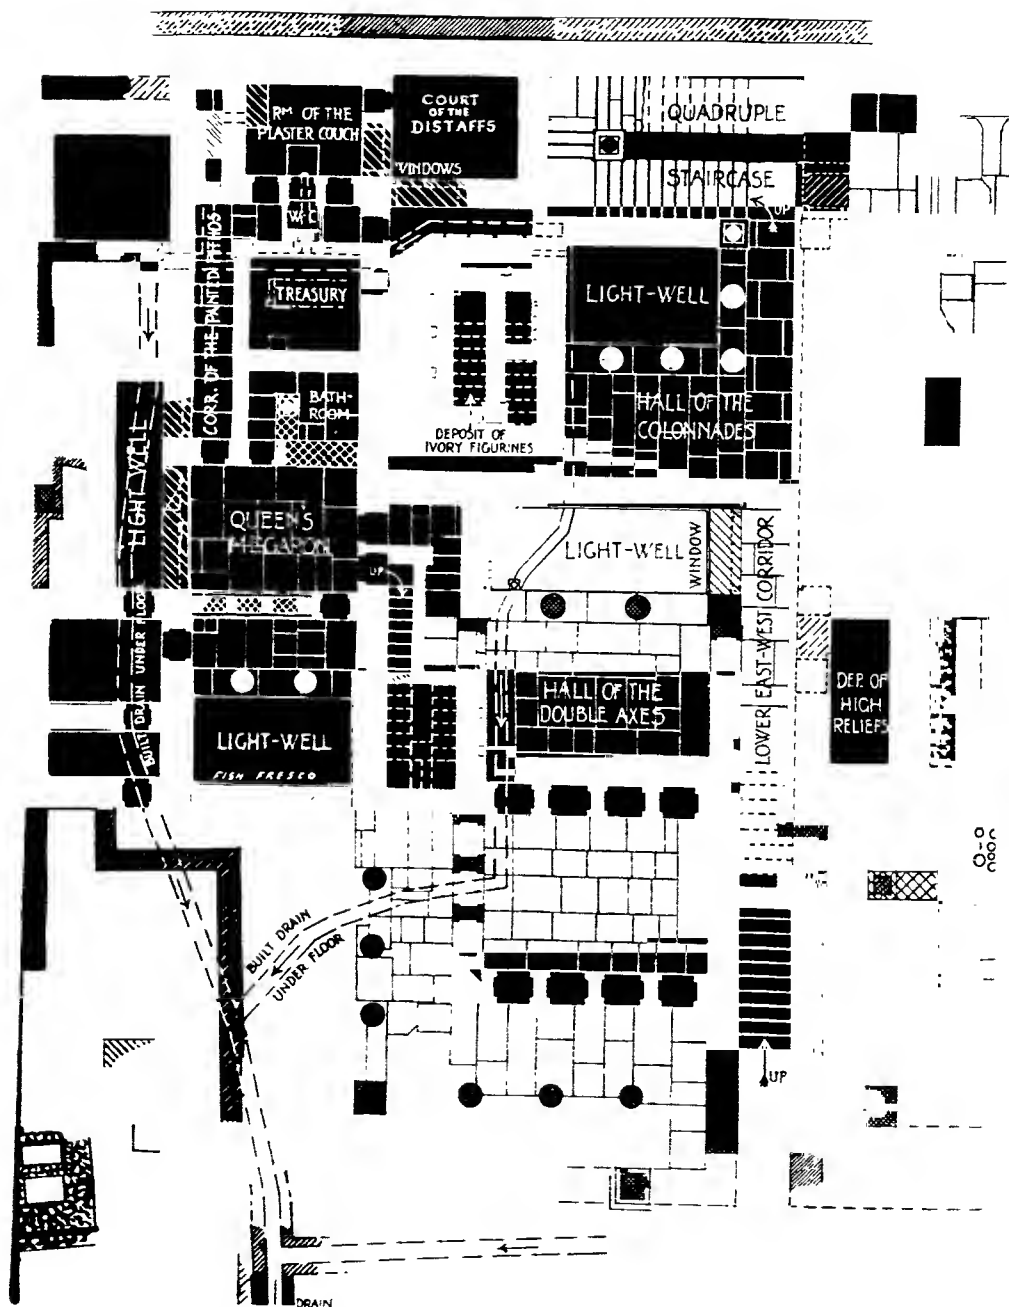 RM OF THE
PLASTER COUCH
COURT
OF THE
DISTAFFS
WINDOWS
QUADRUPLE
STAIRCASE
UP
W.C
CORR. OF THE PAINTED PITHOS
TREASURY
LIGHT-WELL
BATH-
ROOM
HALL OF THE
COLONNADES
DEPOSIT OF
IVORY FIGURINES
LIGHT-WELL
QUEEN'S
MEGARON
UP
LIGHT-WELL
WINDOW
LOWER EAST-WEST CORRIDOR
BUILT DRAIN UNDER FLOOR
HALL OF THE
DOUBLE AXES
DEP. OF
HIGH
RELIEFS
LIGHT-WELL
FISH FRESCO
BUILT DRAIN
UNDER FLOOR
UP
DRAIN